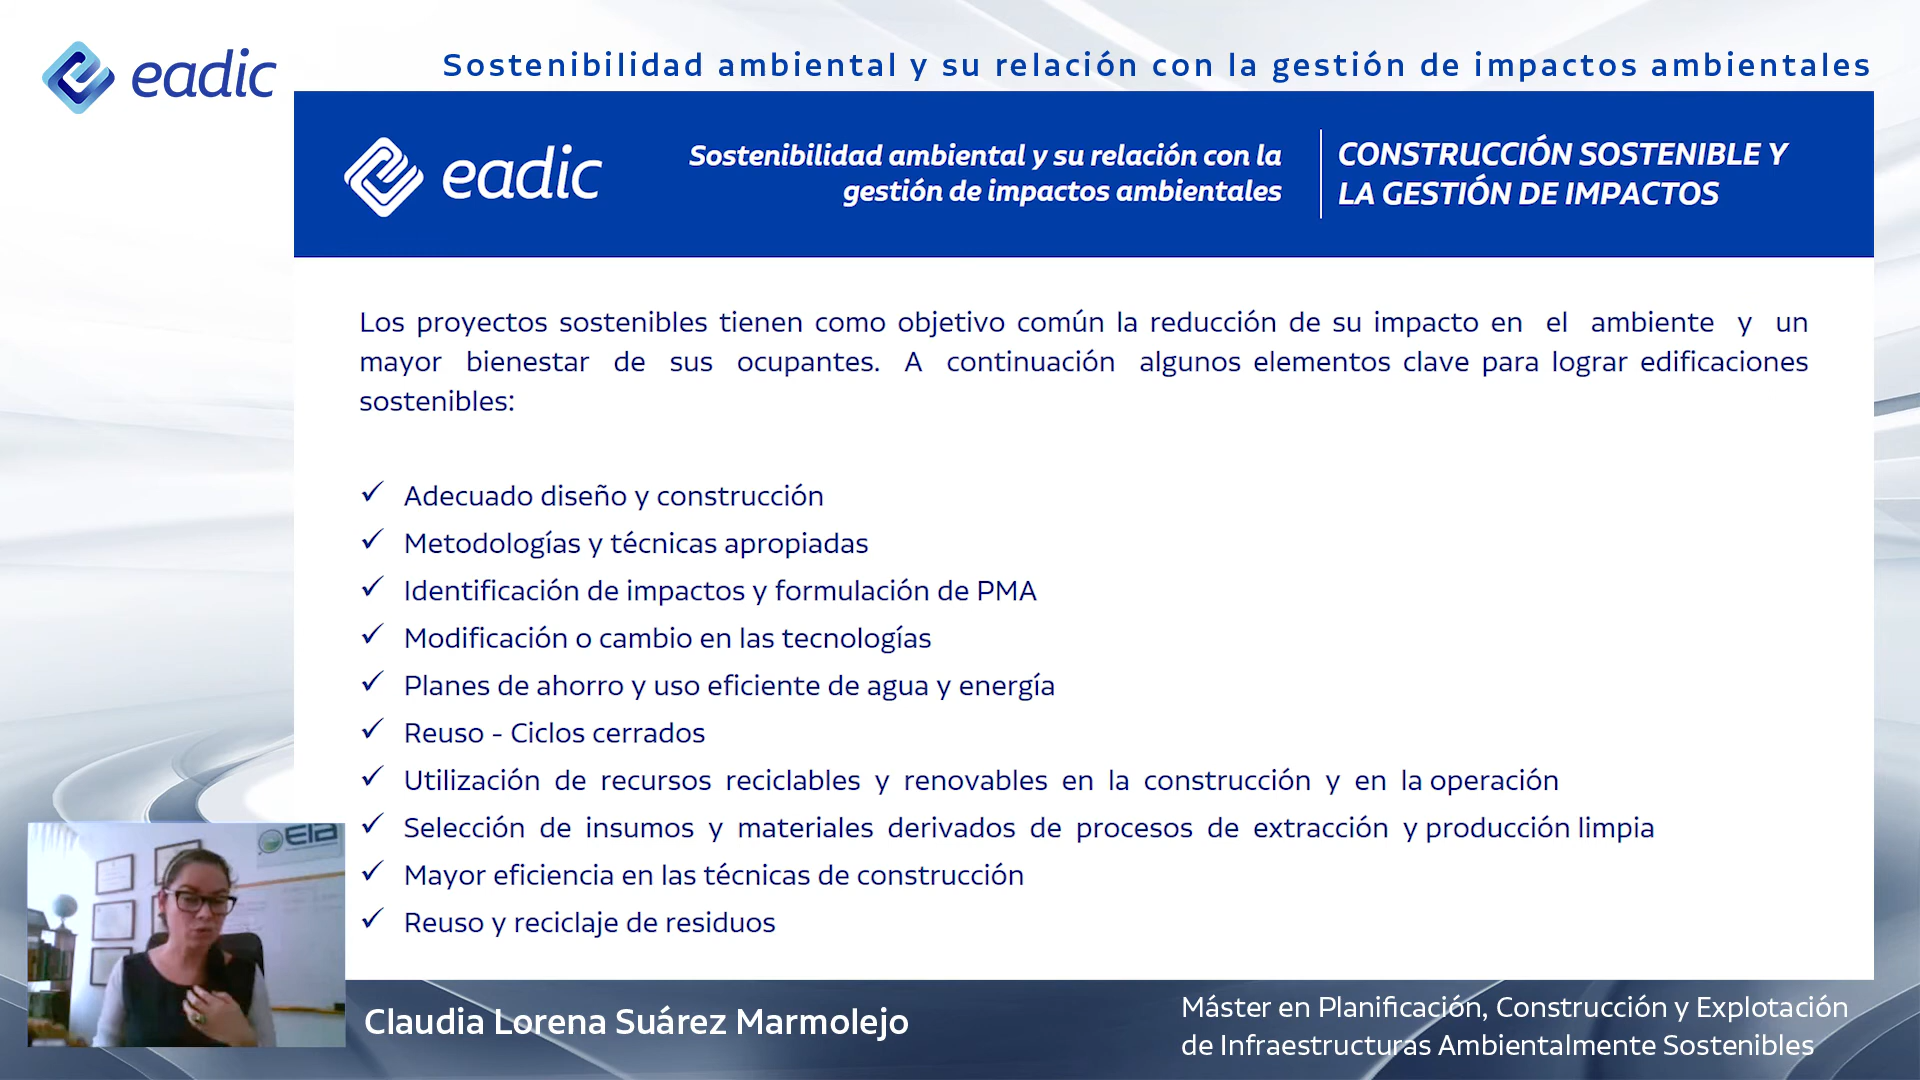 eadic
Sostenibilidad ambiental y su relación con la gestión de impactos ambientales
eadic
Sostenibilidad ambiental y su relación con la
gestión de impactos ambientales
CONSTRUCCIÓN SOSTENIBLE Y
LA GESTIÓN DE IMPACTOS
Los proyectos sostenibles tienen como objetivo común la reducción de su impacto en el ambiente y un
mayor bienestar de sus ocupantes. A continuación algunos elementos clave para lograr edificaciones
sostenibles:
✓ Adecuado diseño y construcción
✓ Metodologías y técnicas apropiadas
✓ Identificación de impactos y formulación de PMA
✓ Modificación o cambio en las tecnologías
✓ Planes de ahorro y uso eficiente de agua y energía
✓ Reuso - Ciclos cerrados
✓ Utilización de recursos reciclables y renovables en la construcción y en la operación
✓ Selección de insumos y materiales derivados de procesos de extracción y producción limpia
✓ Mayor eficiencia en las técnicas de construcción
✓ Reuso y reciclaje de residuos
Claudia Lorena Suárez Marmolejo
Máster en Planificación, Construcción y Explotación
de Infraestructuras Ambientalmente Sostenibles